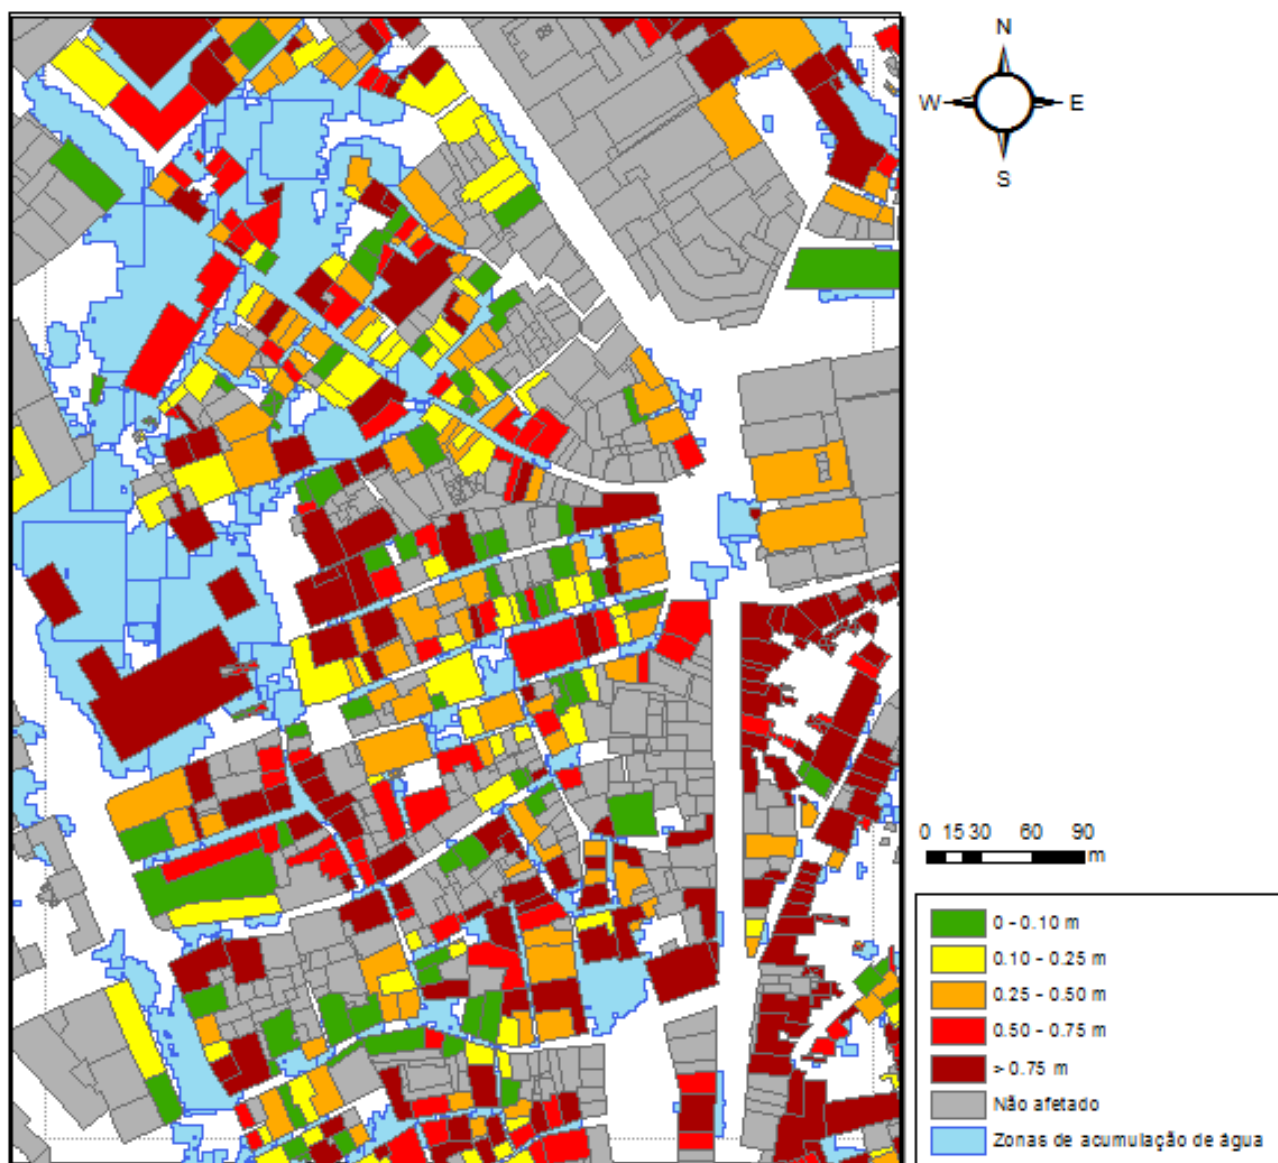 N
W E
S
0 15 30 60 90
m
0 - 0.10 m
0.10 - 0.25 m
0.25 - 0.50 m
0.50 - 0.75 m
> 0.75 m
Não afetado
Zonas de acumulação de água